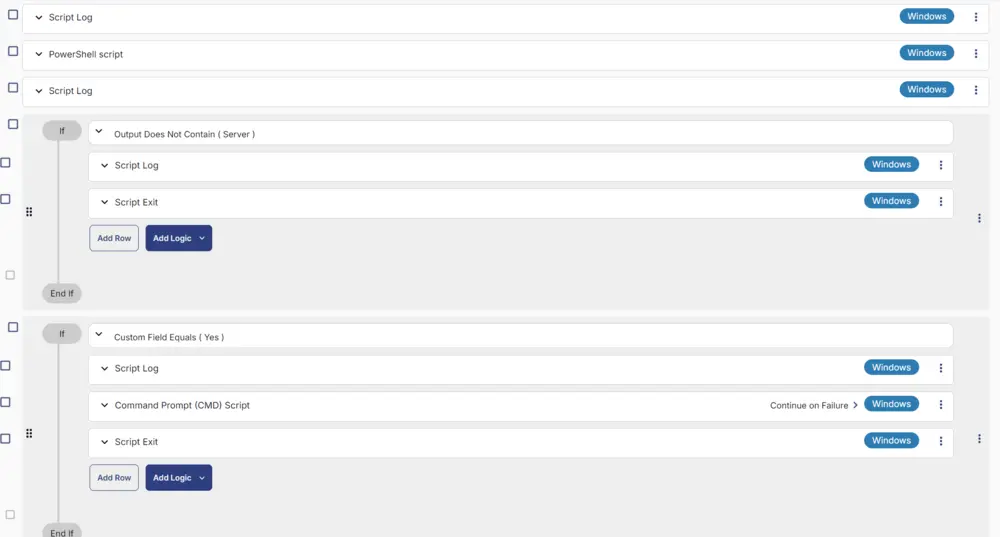 Script Log Windows
PowerShell script Windows
Script Log Windows
If Output Does Not Contain ( Server )
Script Log Windows
Script Exit Windows
Add Row Add Logic
End If
If Custom Field Equals ( Yes )
Script Log Windows
Command Prompt (CMD) Script Continue on Failure Windows
Script Exit Windows
Add Row Add Logic
End If